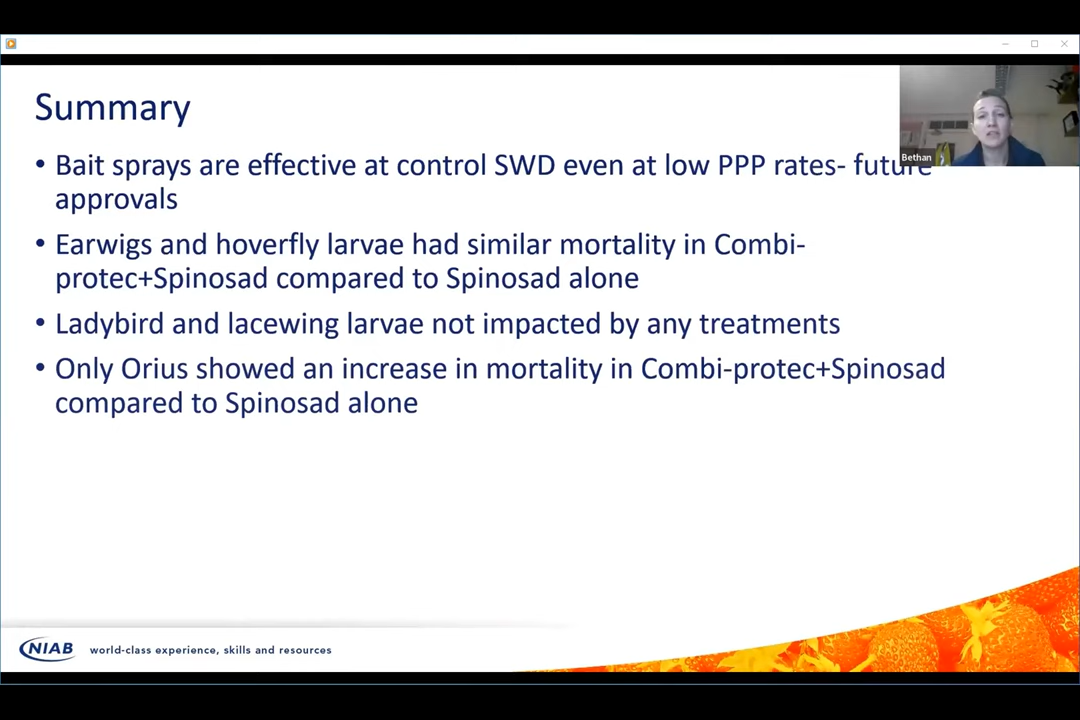 Summary
Bethan
• Bait sprays are effective at control SWD even at low PPP rates- future
approvals
• Earwigs and hoverfly larvae had similar mortality in Combi-
protec+Spinosad compared to Spinosad alone
• Ladybird and lacewing larvae not impacted by any treatments
• Only Orius showed an increase in mortality in Combi-protec+Spinosad
compared to Spinosad alone
NIAB world-class experience, skills and resources